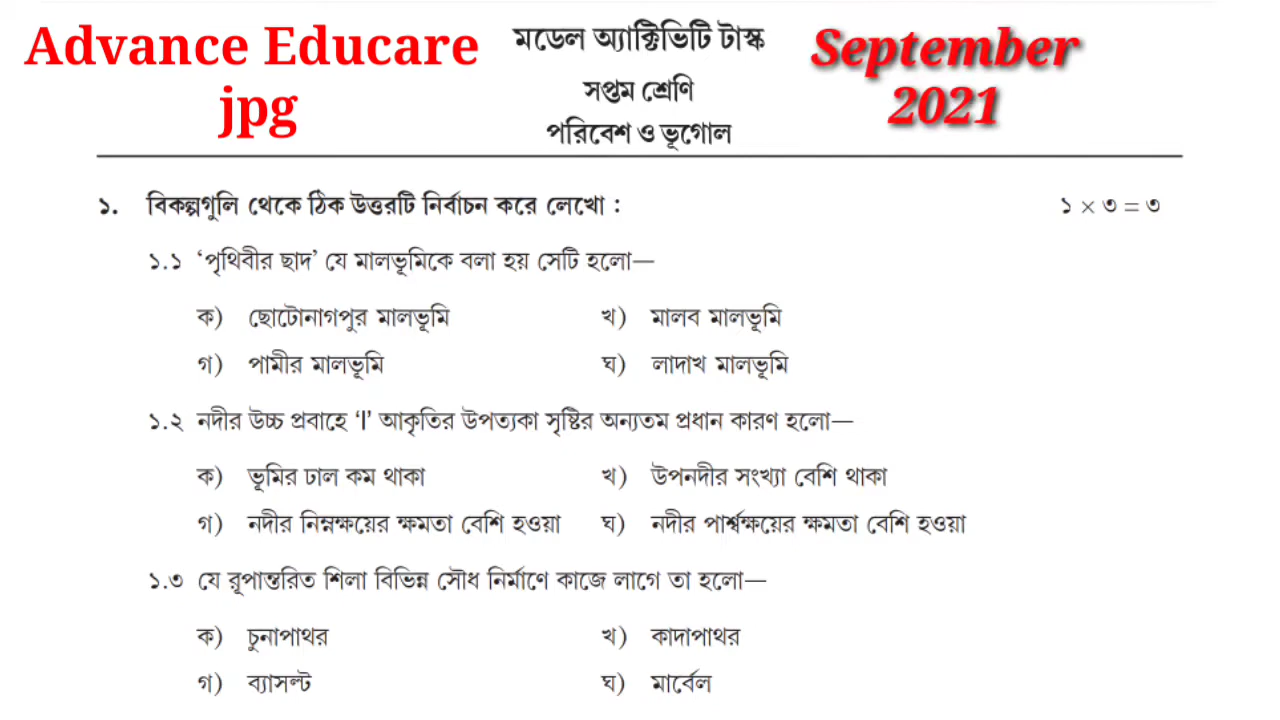 Advance Educare
jpg
মডেল অ্যাক্টিভিটি টাস্ক
সপ্তম শ্রেণি
পরিবেশ ও ভূগোল
September
2021
১. বিকল্পগুলি থেকে ঠিক উত্তরটি নির্বাচন করে লেখো : ১ × ৩ = ৩
১.১ ‘পৃথিবীর ছাদ’ যে মালভূমিকে বলা হয় সেটি হলো—
ক) ছোটোনাগপুর মালভূমি খ) মালব মালভূমি
গ) পামীর মালভূমি ঘ) লাদাখ মালভূমি
১.২ নদীর উচ্চ প্রবাহে ‘I’ আকৃতির উপত্যকা সৃষ্টির অন্যতম প্রধান কারণ হলো—
ক) ভূমির ঢাল কম থাকা খ) উপনদীর সংখ্যা বেশি থাকা
গ) নদীর নিম্নক্ষয়ের ক্ষমতা বেশি হওয়া ঘ) নদীর পার্শ্বক্ষয়ের ক্ষমতা বেশি হওয়া
১.৩ যে রূপান্তরিত শিলা বিভিন্ন সৌধ নির্মাণে কাজে লাগে তা হলো—
ক) চুনাপাথর খ) কাদাপাথর
গ) ব্যাসল্ট ঘ) মার্বেল